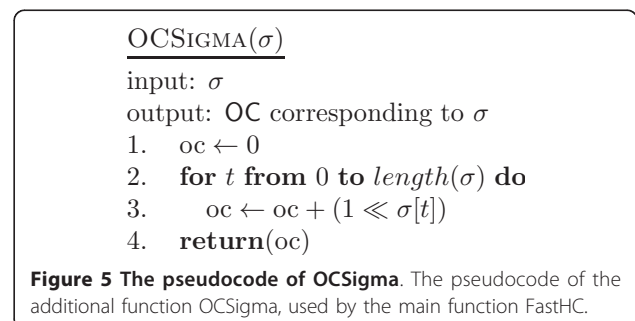 OCSIGMA(σ)
input: σ
output: OC corresponding to σ
1. oc ← 0
2. for t from 0 to length(σ) do
3. oc ← oc + (1 ≪ σ[t])
4. return(oc)
Figure 5 The pseudocode of OCSigma. The pseudocode of the
additional function OCSigma, used by the main function FastHC.